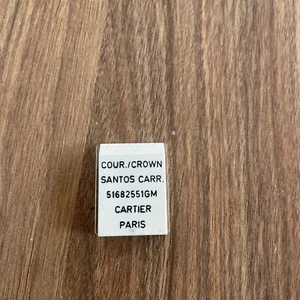 COUR./CROWN
SANTOS CARR.
51682551GM
CARTIER
PARIS